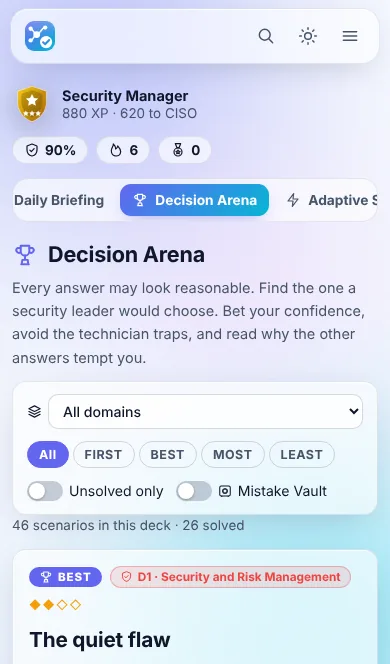 Security Manager
880 XP · 620 to CISO
90% 6 0
Daily Briefing Decision Arena Adaptive S
Decision Arena
Every answer may look reasonable. Find the one a
security leader would choose. Bet your confidence,
avoid the technician traps, and read why the other
answers tempt you.
All domains
All FIRST BEST MOST LEAST
Unsolved only Mistake Vault
46 scenarios in this deck · 26 solved
BEST D1 · Security and Risk Management
The quiet flaw